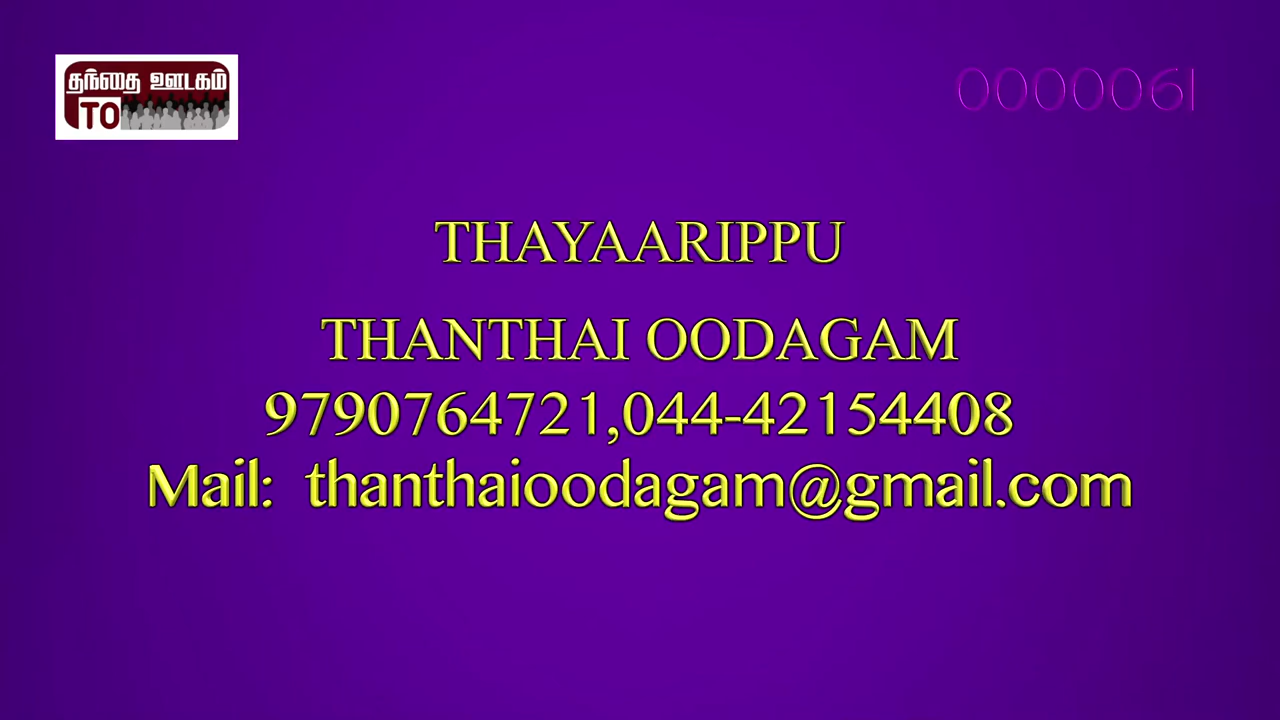 தந்தை ஊடகம்
TO
0000061
THAYAARIPPU
THANTHAI OODAGAM
9790764721,044-42154408
Mail: thanthaioodagam@gmail.com